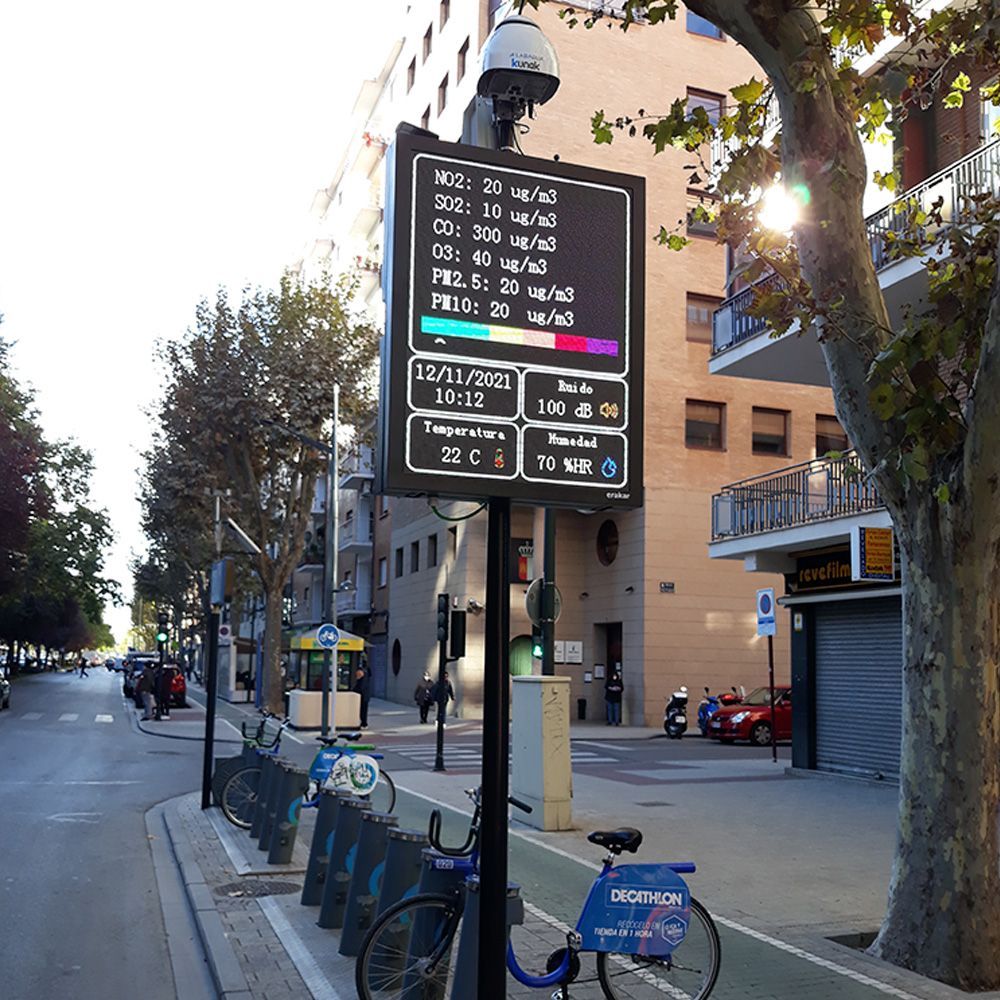 kunak
NO2: 20 ug/m3
SO2: 10 ug/m3
CO: 300 ug/m3
O3: 40 ug/m3
PM2.5: 20 ug/m3
PM10: 20 ug/m3
12/11/2021
10:12
Ruido
100 dB
Temperatura
22 C
Humedad
70 %HR
erakar
revefilm
DECATHLON
RECÓGELO EN
TIENDA EN 1 HORA
DECATHLON